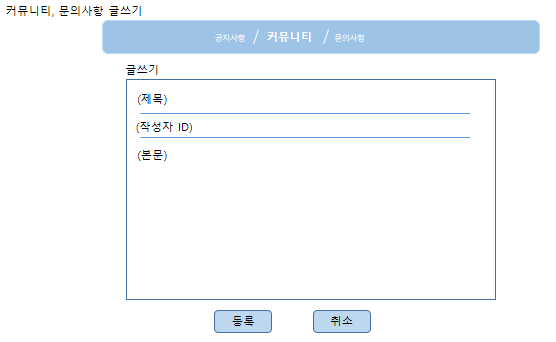 커뮤니티, 문의사항 글쓰기
공지사항 / 커뮤니티 / 문의사항
글쓰기
(제목)
(작성자 ID)
(본문)
등록 취소